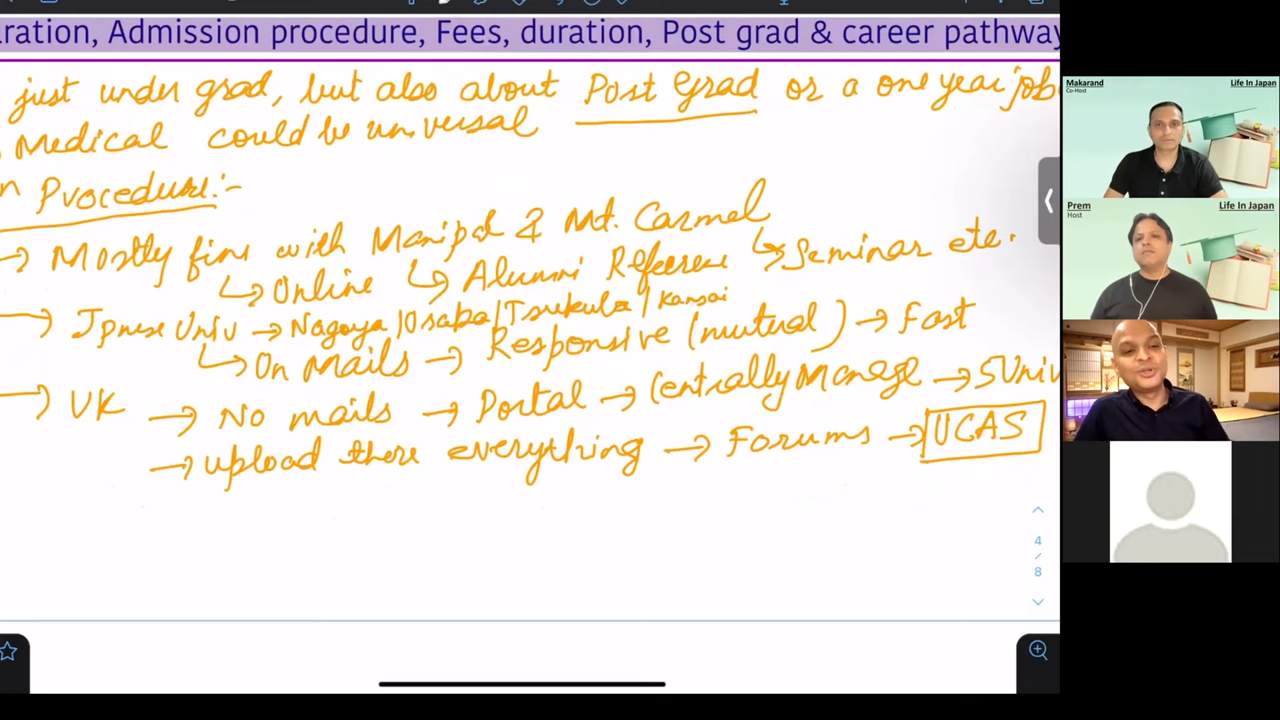 ration, Admission procedure, Fees, duration, Post grad & career pathway
just under grad, but also about Post Grad or a one year job
Medical could be universal
n Procedure:-
→ Mostly fine with Manipal & Mt. Carmel
↳ Online ↳ Alumni Referense ↳ Seminar etc.
→ Jpnese Univ → Nagoya/Osaka/Tsukuba/Kansai
↳ On Mails → Responsive (mutual) → Fast
→ UK → No mails → Portal → Centrally Manage → 5 Univ
→ upload there everything → Forums → UCAS
4
/
8
Makarand
Co-Host
Life In Japan
Prem
Host
Life In Japan